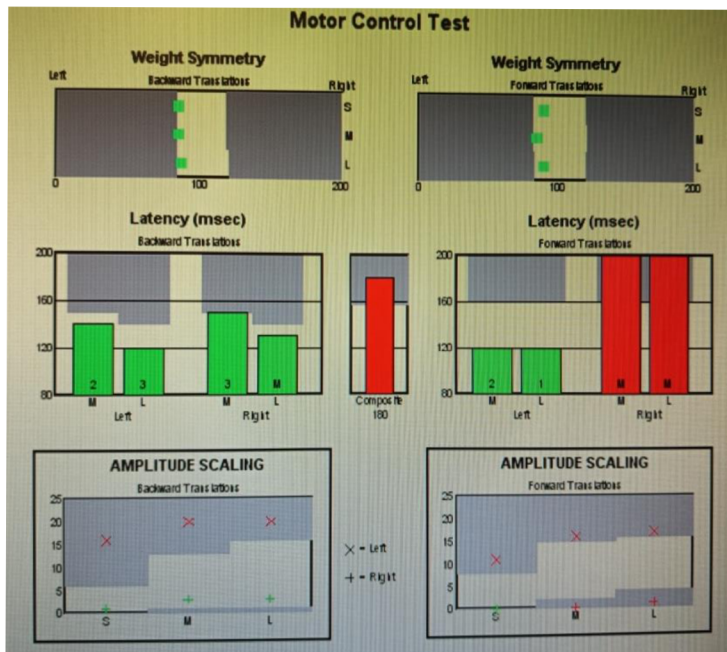 Motor Control Test
Weight Symmetry
Backward Translations
Left
Right
S
M
L
0
100
200
Weight Symmetry
Forward Translations
Left
Right
S
M
L
0
100
200
Latency (msec)
Backward Translations
200
160
120
80
2
3
3
M
M
L
M
L
Left
Right
Composite
180
Latency (msec)
Forward Translations
200
160
120
80
2
1
M
M
M
L
M
L
Left
Right
AMPLITUDE SCALING
Backward Translations
25
20
15
10
5
0
S
M
L
X = Left
+ = Right
AMPLITUDE SCALING
Forward Translations
25
20
15
10
5
0
S
M
L